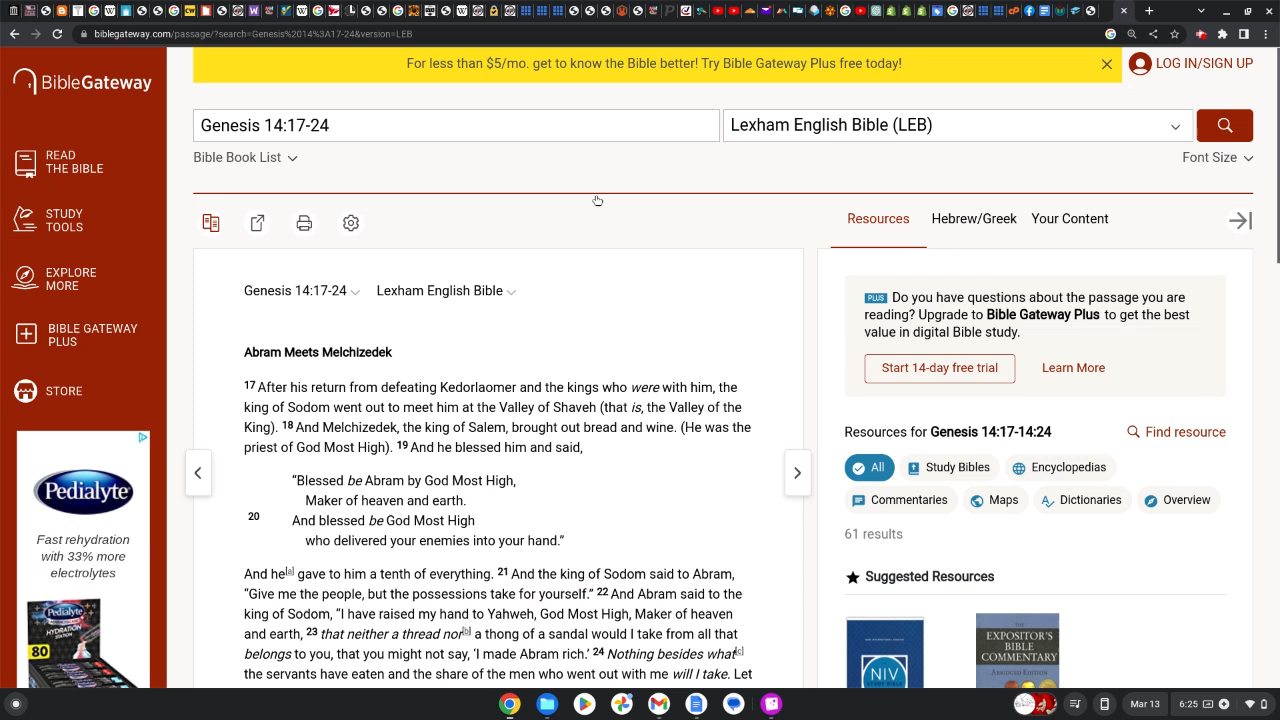 biblegateway.com/passage/?search=Genesis%2014%3A17-24&version=LEB
BibleGateway
For less than $5/mo. get to know the Bible better! Try Bible Gateway Plus free today!
LOG IN/SIGN UP
Genesis 14:17-24
Lexham English Bible (LEB)
Bible Book List
Font Size
READ
THE BIBLE
STUDY
TOOLS
EXPLORE
MORE
BIBLE GATEWAY
PLUS
STORE
Pedialyte
Fast rehydration
with 33% more
electrolytes
Pedialyte
HYDRATION
STATION
80
Genesis 14:17-24 Lexham English Bible
Abram Meets Melchizedek
17 After his return from defeating Kedorlaomer and the kings who were with him, the
king of Sodom went out to meet him at the Valley of Shaveh (that is, the Valley of the
King). 18 And Melchizedek, the king of Salem, brought out bread and wine. (He was the
priest of God Most High). 19 And he blessed him and said,
“Blessed be Abram by God Most High,
Maker of heaven and earth.
20 And blessed be God Most High
who delivered your enemies into your hand.”
And he[a] gave to him a tenth of everything. 21 And the king of Sodom said to Abram,
“Give me the people, but the possessions take for yourself.” 22 And Abram said to the
king of Sodom, “I have raised my hand to Yahweh, God Most High, Maker of heaven
and earth, 23 that neither a thread nor[b] a thong of a sandal would I take from all that
belongs to you, that you might not say, ‘I made Abram rich.’ 24 Nothing besides what[c]
the servants have eaten and the share of the men who went out with me will I take. Let
Resources
Hebrew/Greek
Your Content
PLUS Do you have questions about the passage you are
reading? Upgrade to Bible Gateway Plus to get the best
value in digital Bible study.
Start 14-day free trial
Learn More
Resources for Genesis 14:17-14:24
Find resource
All
Study Bibles
Encyclopedias
Commentaries
Maps
Dictionaries
Overview
61 results
Suggested Resources
NIV
THE
EXPOSITOR'S
BIBLE
COMMENTARY
ABRIDGED EDITION
Mar 13
6:25